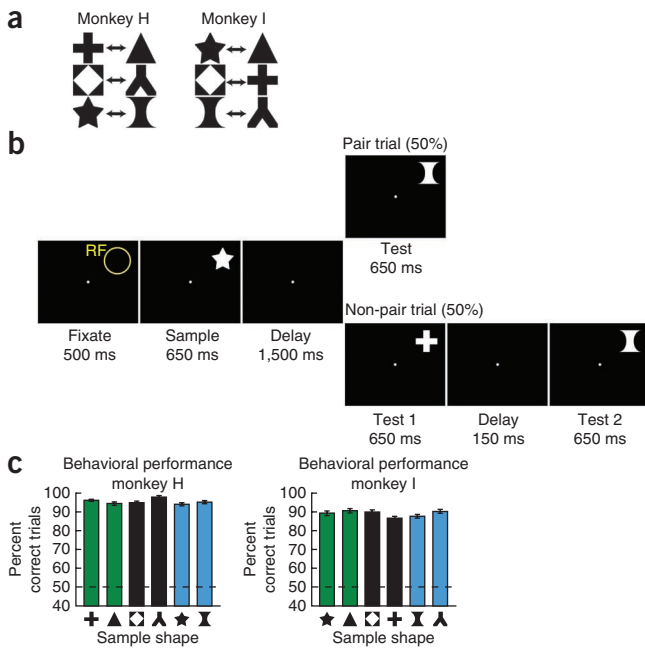 a
Monkey H
Monkey I
b
Pair trial (50%)
RF
Test
650 ms
Fixate
500 ms
Sample
650 ms
Delay
1,500 ms
Non-pair trial (50%)
Test 1
650 ms
Delay
150 ms
Test 2
650 ms
c
Behavioral performance
monkey H
Percent
correct trials
100
90
80
70
60
50
40
Sample shape
Behavioral performance
monkey I
Percent
correct trials
100
90
80
70
60
50
40
Sample shape